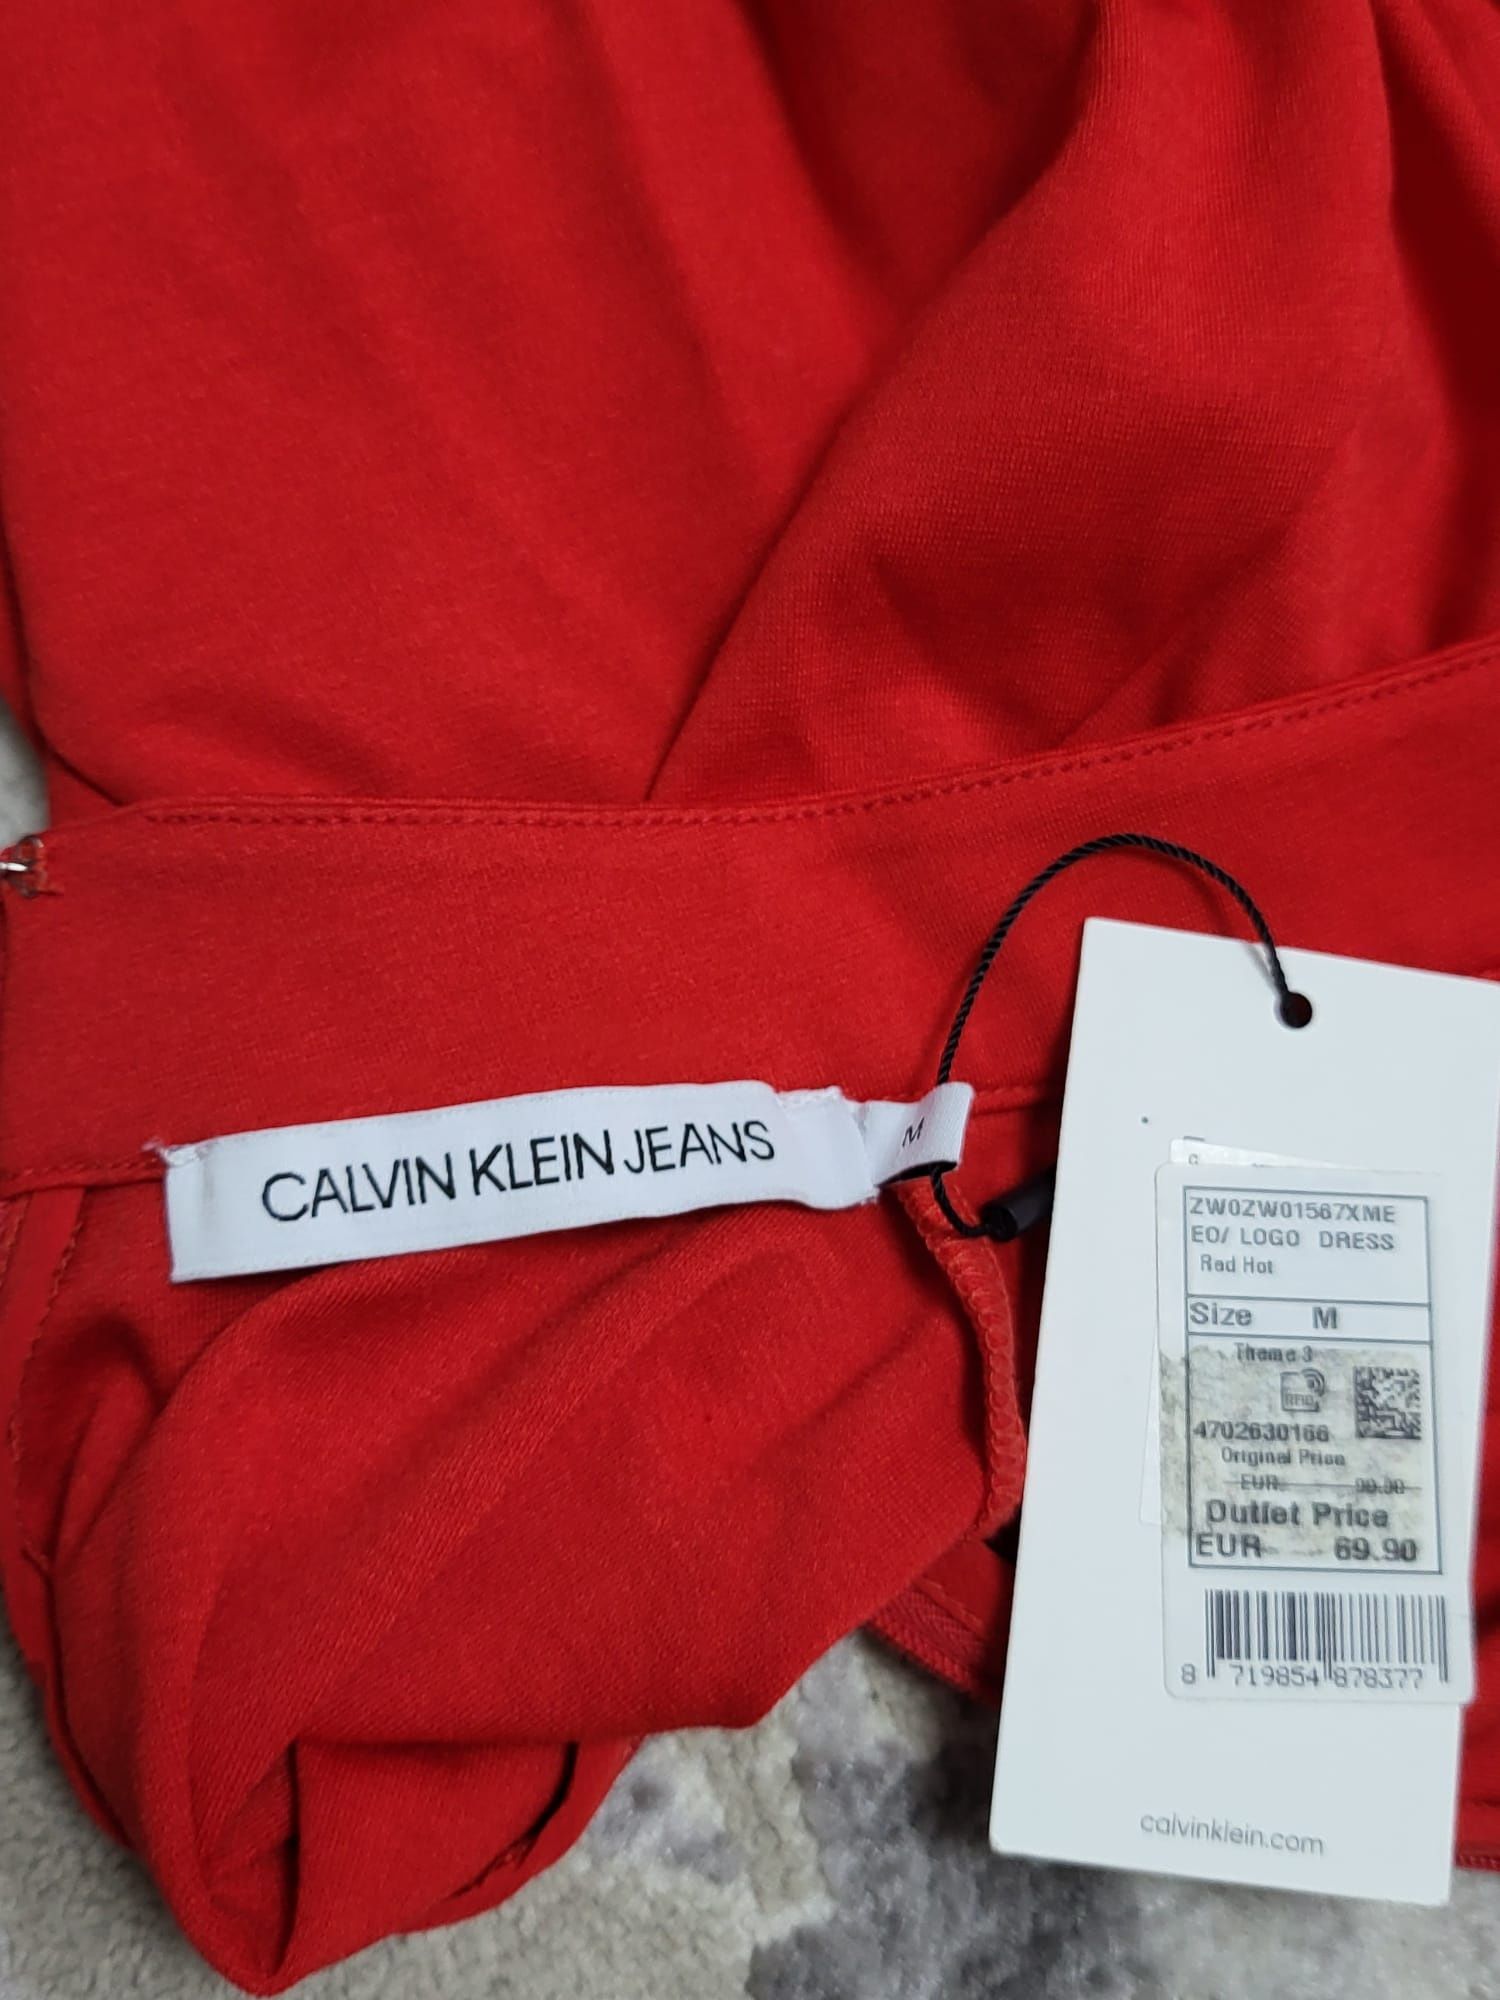 CALVIN KLEIN JEANS
M
ZW0ZW01567XME
EO/ LOGO DRESS
Red Hot
Size M
Theme 3
RFID
4702630166
Original Price
EUR
Outlet Price
EUR 69.90
8 719854 878377
calvinklein.com